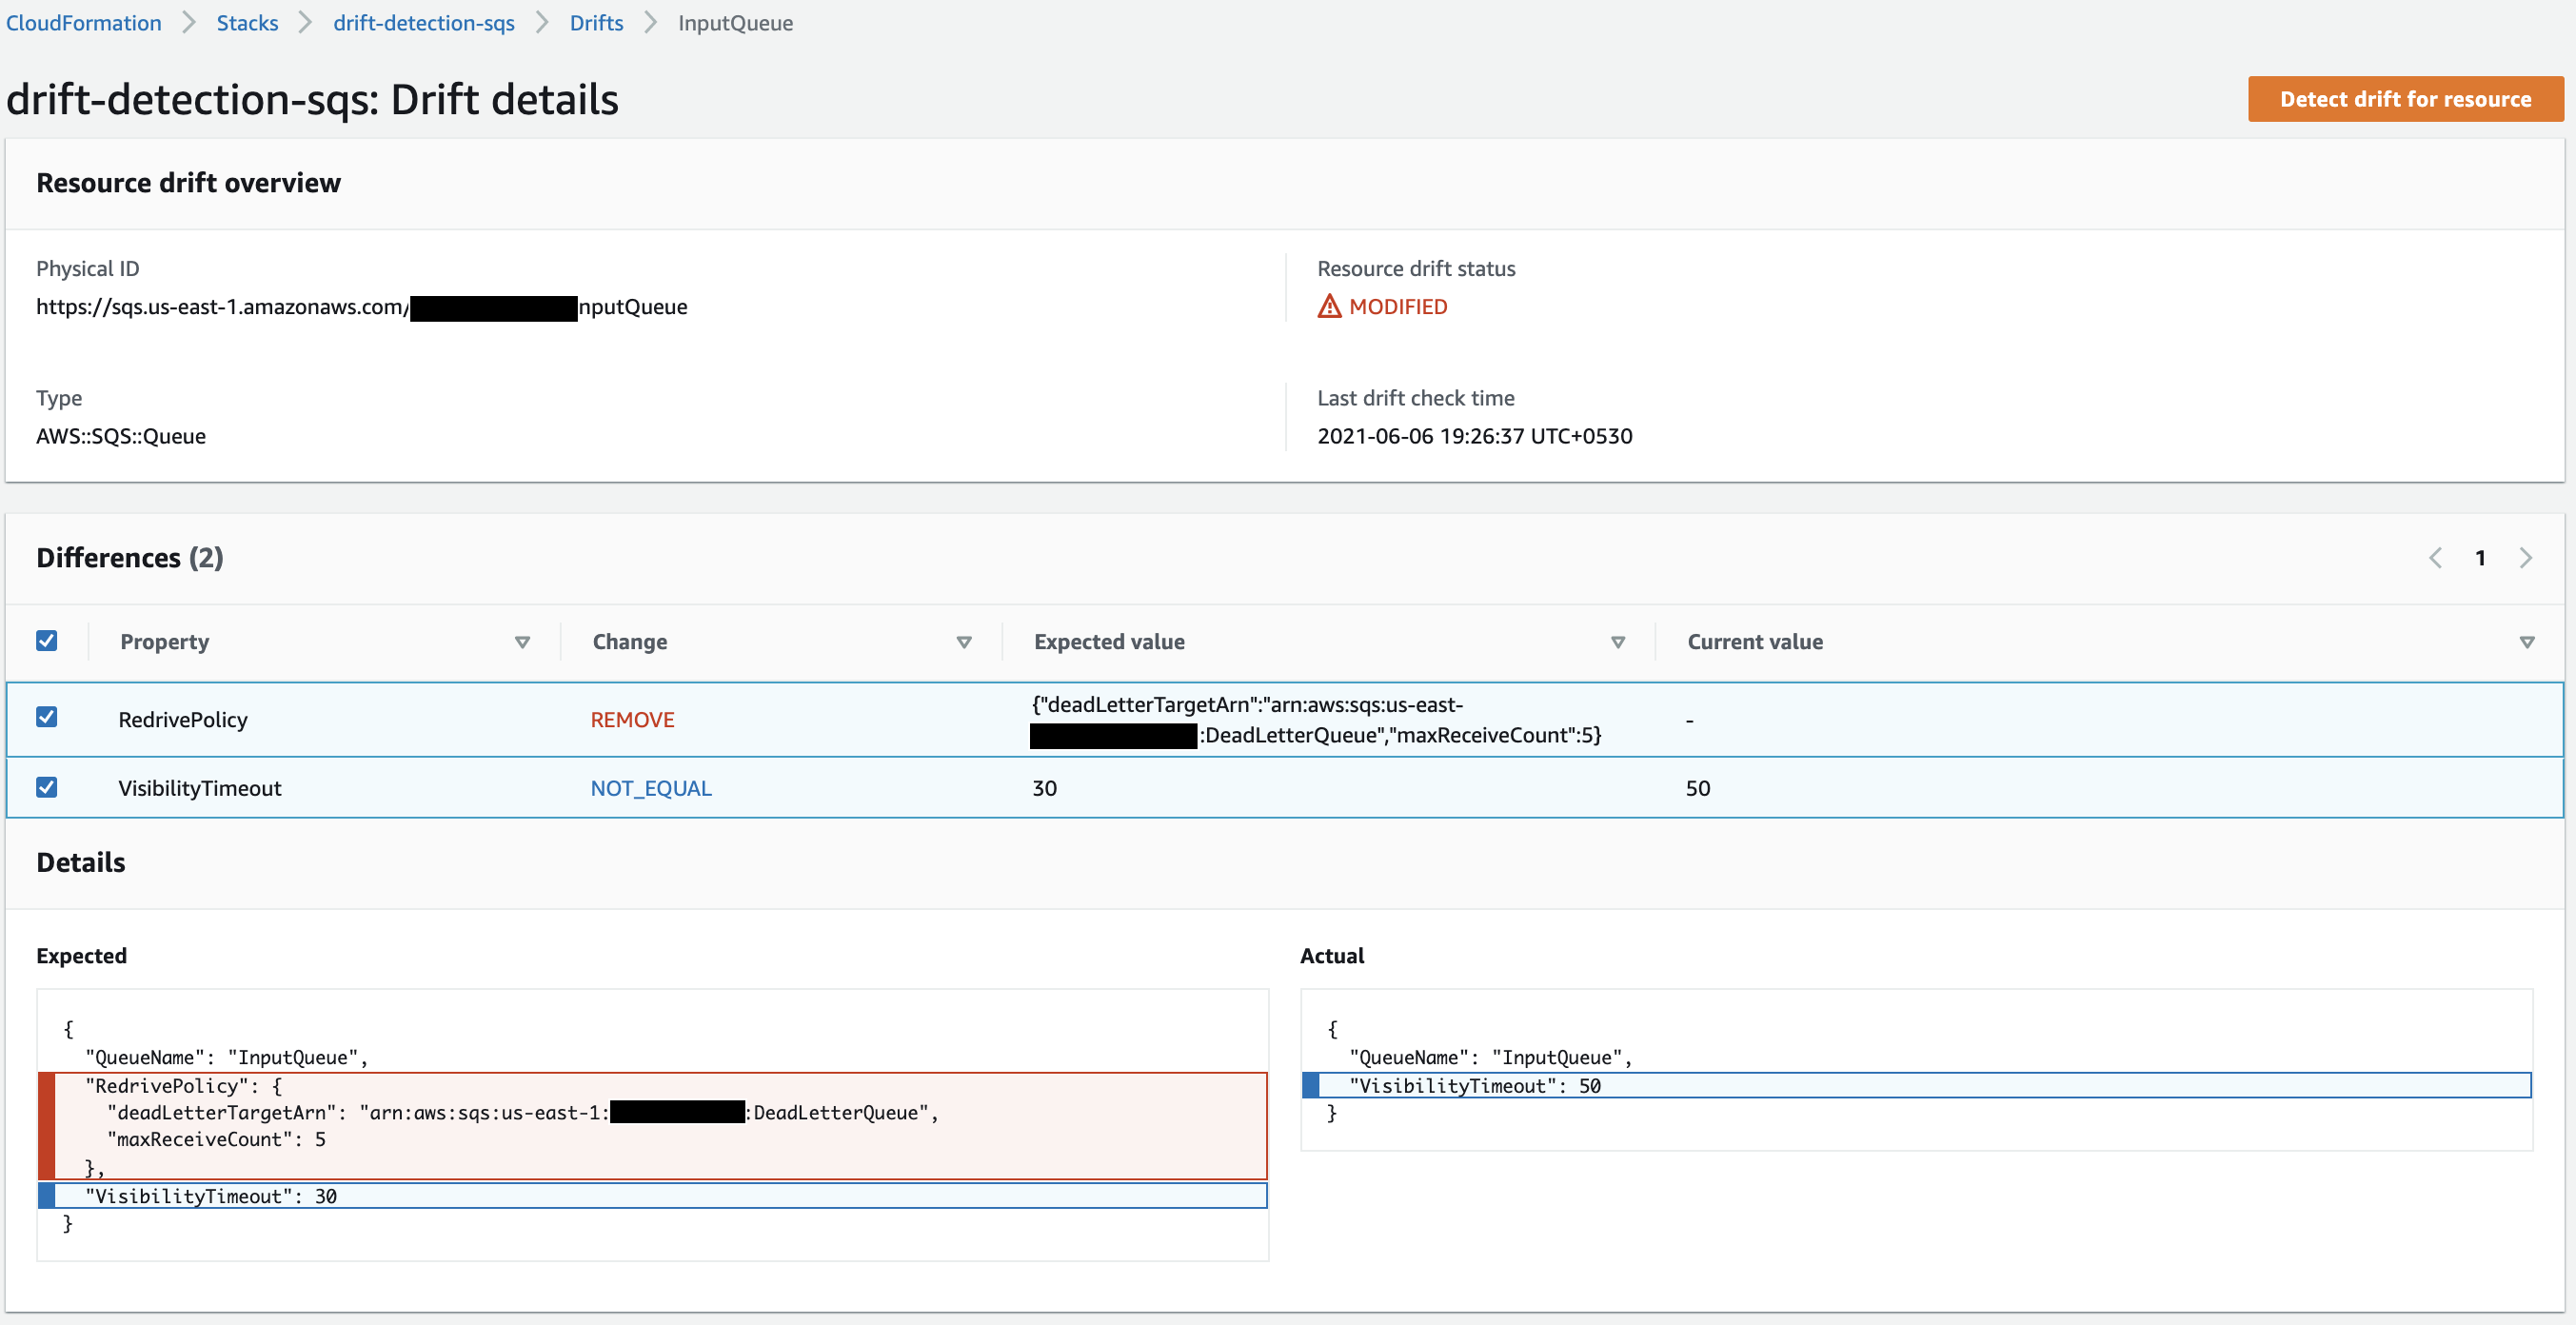 CloudFormation > Stacks > drift-detection-sqs > Drifts > InputQueue
drift-detection-sqs: Drift details
Detect drift for resource
Resource drift overview
Physical ID
https://sqs.us-east-1.amazonaws.com/ nputQueue
Resource drift status
MODIFIED
Type
AWS::SQS::Queue
Last drift check time
2021-06-06 19:26:37 UTC+0530
Differences (2)
1
Property Change Expected value Current value
RedrivePolicy REMOVE {"deadLetterTargetArn":"arn:aws:sqs:us-east-
:DeadLetterQueue","maxReceiveCount":5} -
VisibilityTimeout NOT_EQUAL 30 50
Details
Expected
{
"QueueName": "InputQueue",
"RedrivePolicy": {
"deadLetterTargetArn": "arn:aws:sqs:us-east-1: :DeadLetterQueue",
"maxReceiveCount": 5
},
"VisibilityTimeout": 30
}
Actual
{
"QueueName": "InputQueue",
"VisibilityTimeout": 50
}